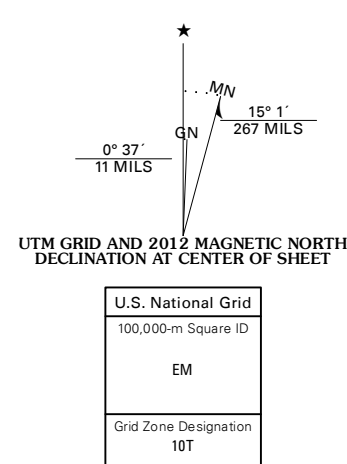 ★
MN
15° 1´
267 MILS
GN
0° 37´
11 MILS
UTM GRID AND 2012 MAGNETIC NORTH
DECLINATION AT CENTER OF SHEET
U.S. National Grid
100,000-m Square ID
EM
Grid Zone Designation
10T